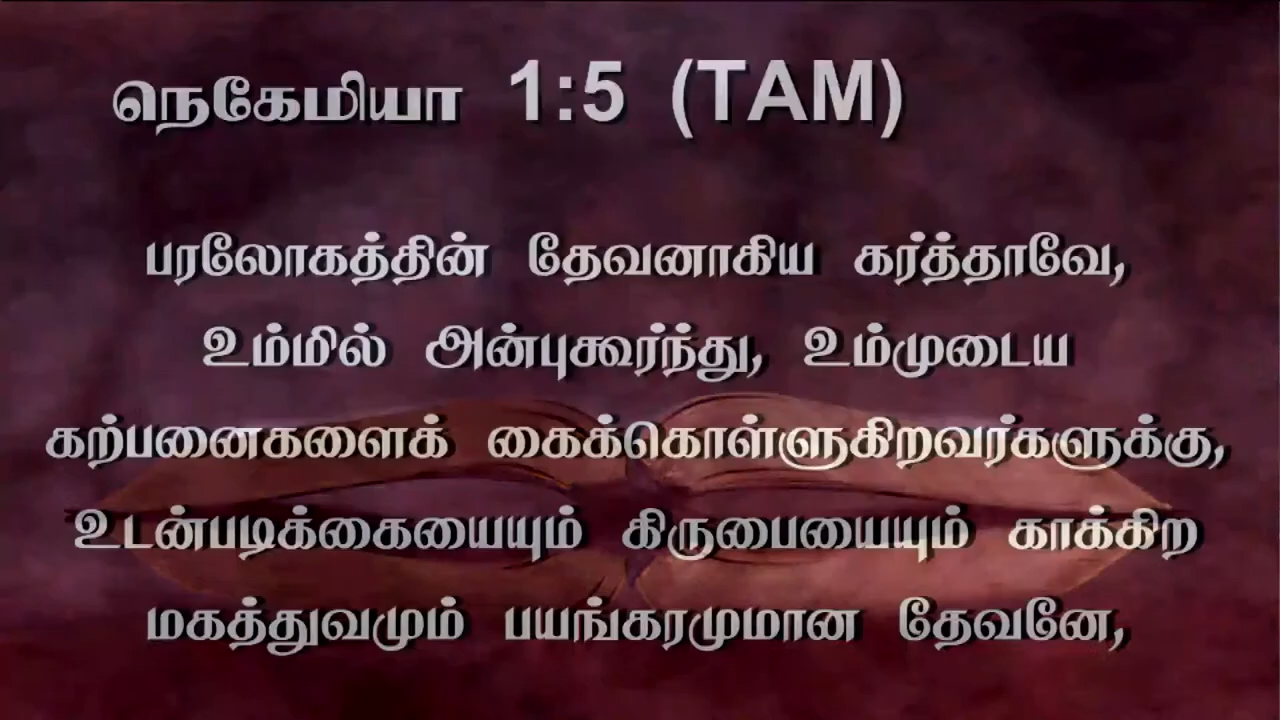 நெகேமியா 1:5 (TAM)
பரலோகத்தின் தேவனாகிய கர்த்தாவே,
உம்மில் அன்புகூர்ந்து, உம்முடைய
கற்பனைகளைக் கைக்கொள்ளுகிறவர்களுக்கு,
உடன்படிக்கையையும் கிருபையையும் காக்கிற
மகத்துவமும் பயங்கரமுமான தேவனே,